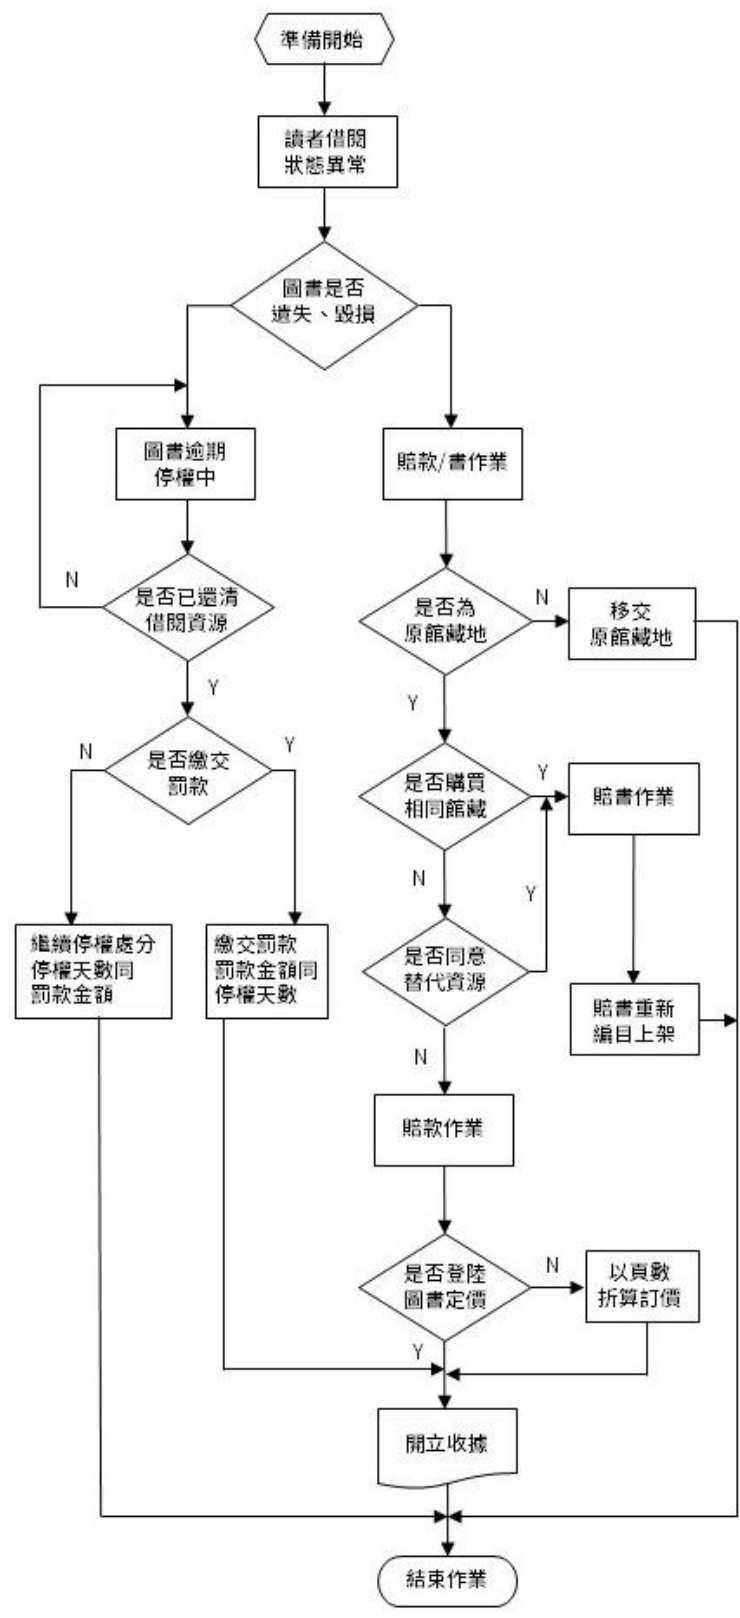 準備開始
讀者借閱
狀態異常
圖書是否
遺失、毀損
圖書逾期
停權中
賠款/書作業
N
是否已還清
借閱資源
是否為
原館藏地
N
移交
原館藏地
Y
Y
N
是否繳交
罰款
Y
是否購買
相同館藏
Y
賠書作業
N
Y
繼續停權處分
停權天數同
罰款金額
繳交罰款
罰款金額同
停權天數
是否同意
替代資源
賠書重新
編目上架
N
賠款作業
是否登陸
圖書定價
N
以頁數
折算訂價
Y
開立收據
結束作業